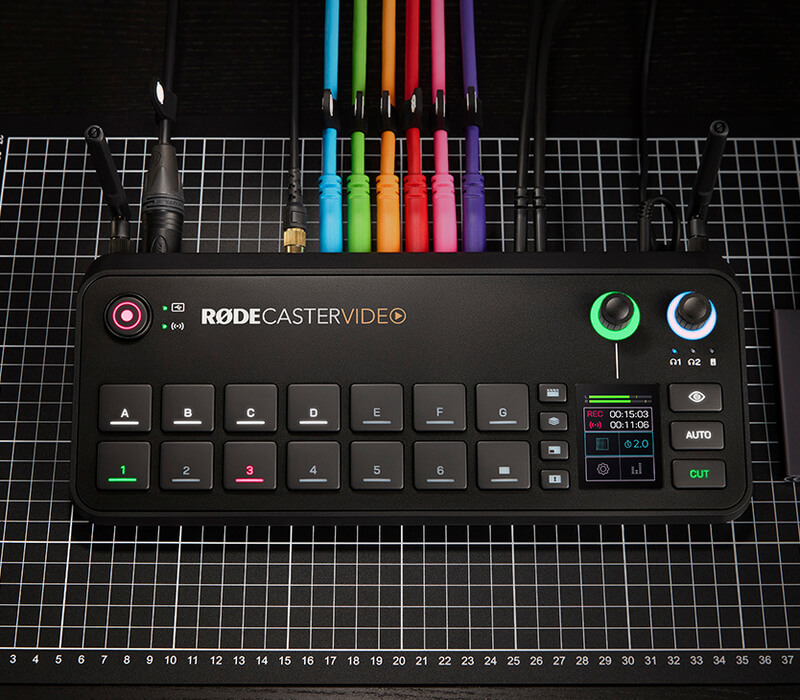 RØDECASTERVIDEO
1 2
A B C D E F G
REC 00:15:03
00:11:06
2.0
AUTO
1 2 3 4 5 6
CUT
3 4 5 6 7 8 9 10 11 12 13 14 15 16 17 18 19 20 21 22 23 24 25 26 27 28 29 30 31 32 33 34 35 36 37